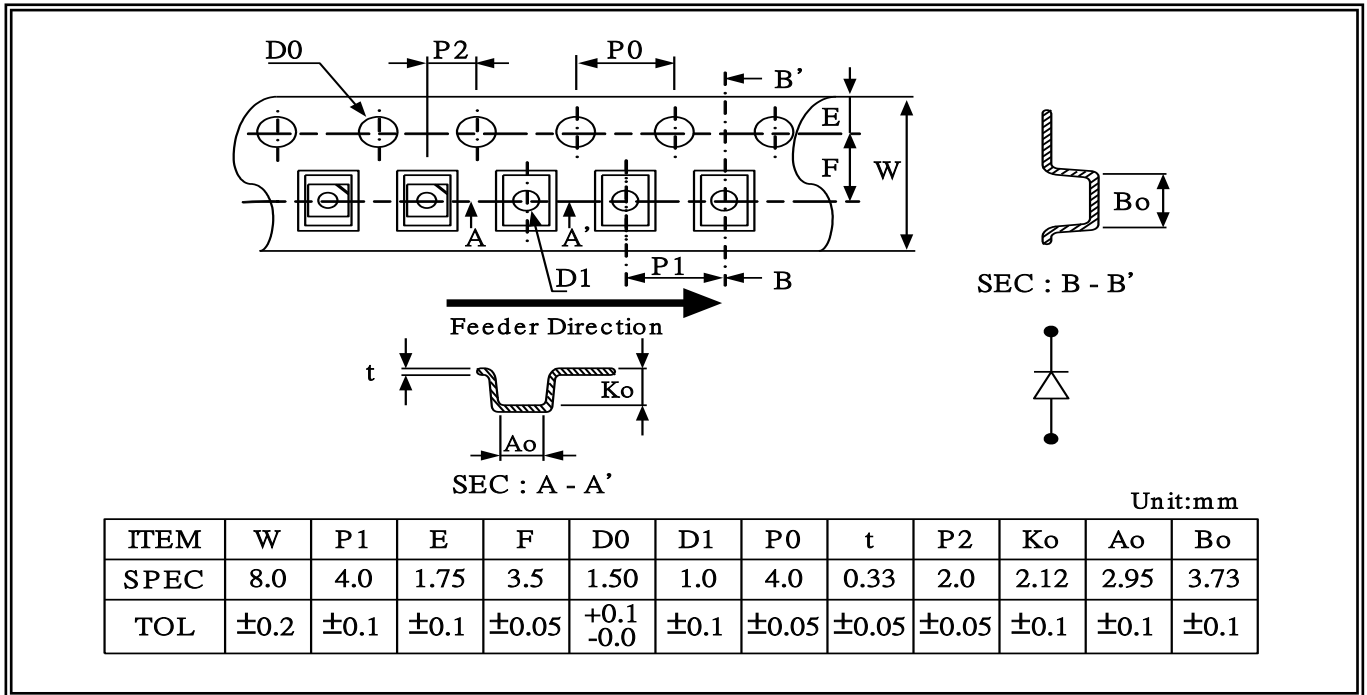 D0
P2
P0
B’
E
F
W
A
A’
D1
P1
B
Feeder Direction
Bo
SEC : B - B’
t
Ko
Ao
SEC : A - A’
Unit:mm
ITEM W P1 E F D0 D1 P0 t P2 Ko Ao Bo
SPEC 8.0 4.0 1.75 3.5 1.50 1.0 4.0 0.33 2.0 2.12 2.95 3.73
TOL ±0.2 ±0.1 ±0.1 ±0.05 +0.1 -0.0 ±0.1 ±0.05 ±0.05 ±0.05 ±0.1 ±0.1 ±0.1